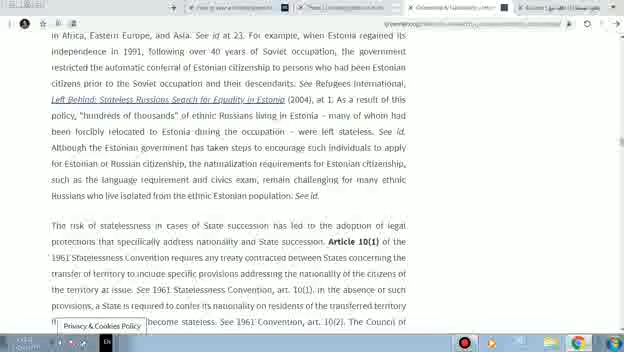 in Africa, Eastern Europe, and Asia. See id at 23. For example, when Estonia regained its
independence in 1991, following over 40 years of Soviet occupation, the government
restricted the automatic conferral of Estonian citizenship to persons who had been Estonian
citizens prior to the Soviet occupation and their descendants. See Refugees International,
Left Behind: Stateless Russians Search for Equality in Estonia (2004), at 1. As a result of this
policy, "hundreds of thousands" of ethnic Russians living in Estonia – many of whom had
been forcibly relocated to Estonia during the occupation – were left stateless. See id.
Although the Estonian government has taken steps to encourage such individuals to apply
for Estonian or Russian citizenship, the naturalization requirements for Estonian citizenship,
such as the language requirement and civics exam, remain challenging for many ethnic
Russians who live isolated from the ethnic Estonian population. See id.
The risk of statelessness in cases of State succession has led to the adoption of legal
protections that specifically address nationality and State succession. Article 10(1) of the
1961 Statelessness Convention requires any treaty contracted between States concerning the
transfer of territory to include specific provisions addressing the nationality of the citizens of
the territory at issue. See 1961 Statelessness Convention, art. 10(1). In the absence of such
provisions, a State is required to confer its nationality on residents of the transferred territory
Privacy & Cookies Policy
become stateless. See 1961 Convention, art. 10(2). The Council of
EN